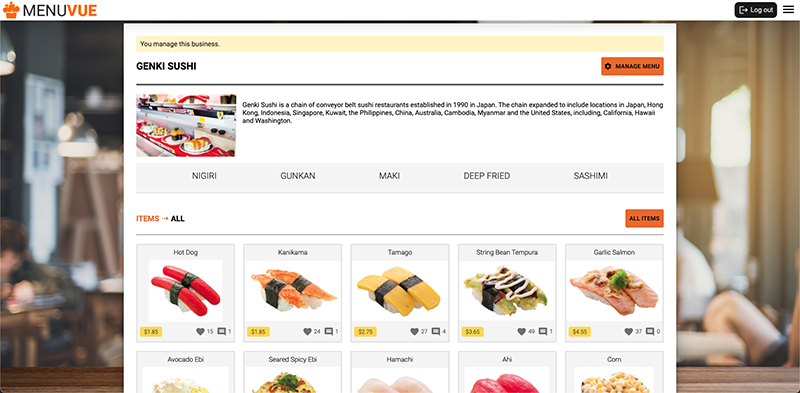 MENUVUE
Log out
You manage this business.
GENKI SUSHI
MANAGE MENU
Genki Sushi is a chain of conveyor belt sushi restaurants established in 1990 in Japan. The chain expanded to include locations in Japan, Hong
Kong, Indonesia, Singapore, Kuwait, the Philippines, China, Australia, Cambodia, Myanmar and the United States, including, California, Hawaii
and Washington.
NIGIRI GUNKAN MAKI DEEP FRIED SASHIMI
ITEMS ➝ ALL
ALL ITEMS
Hot Dog Kanikama Tamago String Bean Tempura Garlic Salmon
$1.85 15 1 $1.85 24 1 $2.75 27 4 $3.65 49 1 $4.55 37 0
Avocado Ebi Seared Spicy Ebi Hamachi Ahi Corn